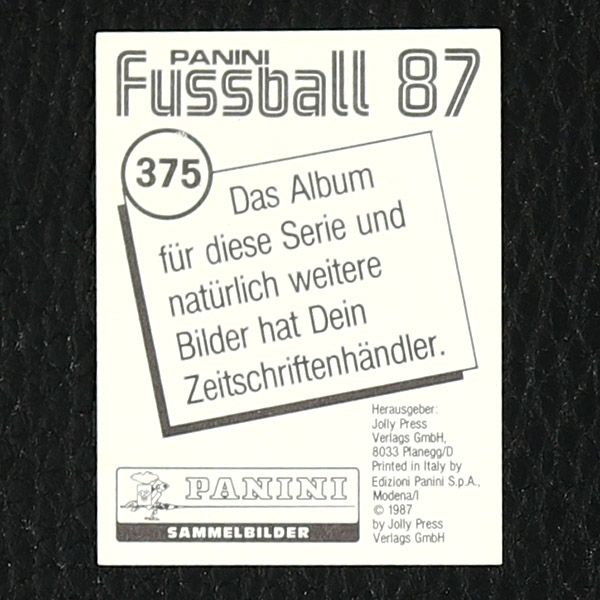 PANINI
Fussball 87
375
Das Album
für diese Serie und
natürlich weitere
Bilder hat Dein
Zeitschriftenhändler.
Herausgeber:
Jolly Press
Verlags GmbH,
8033 Planegg/D
Printed in Italy by
Edizioni Panini S.p.A.,
Modena/I
© 1987
by Jolly Press
Verlags GmbH
PANINI
SAMMELBILDER